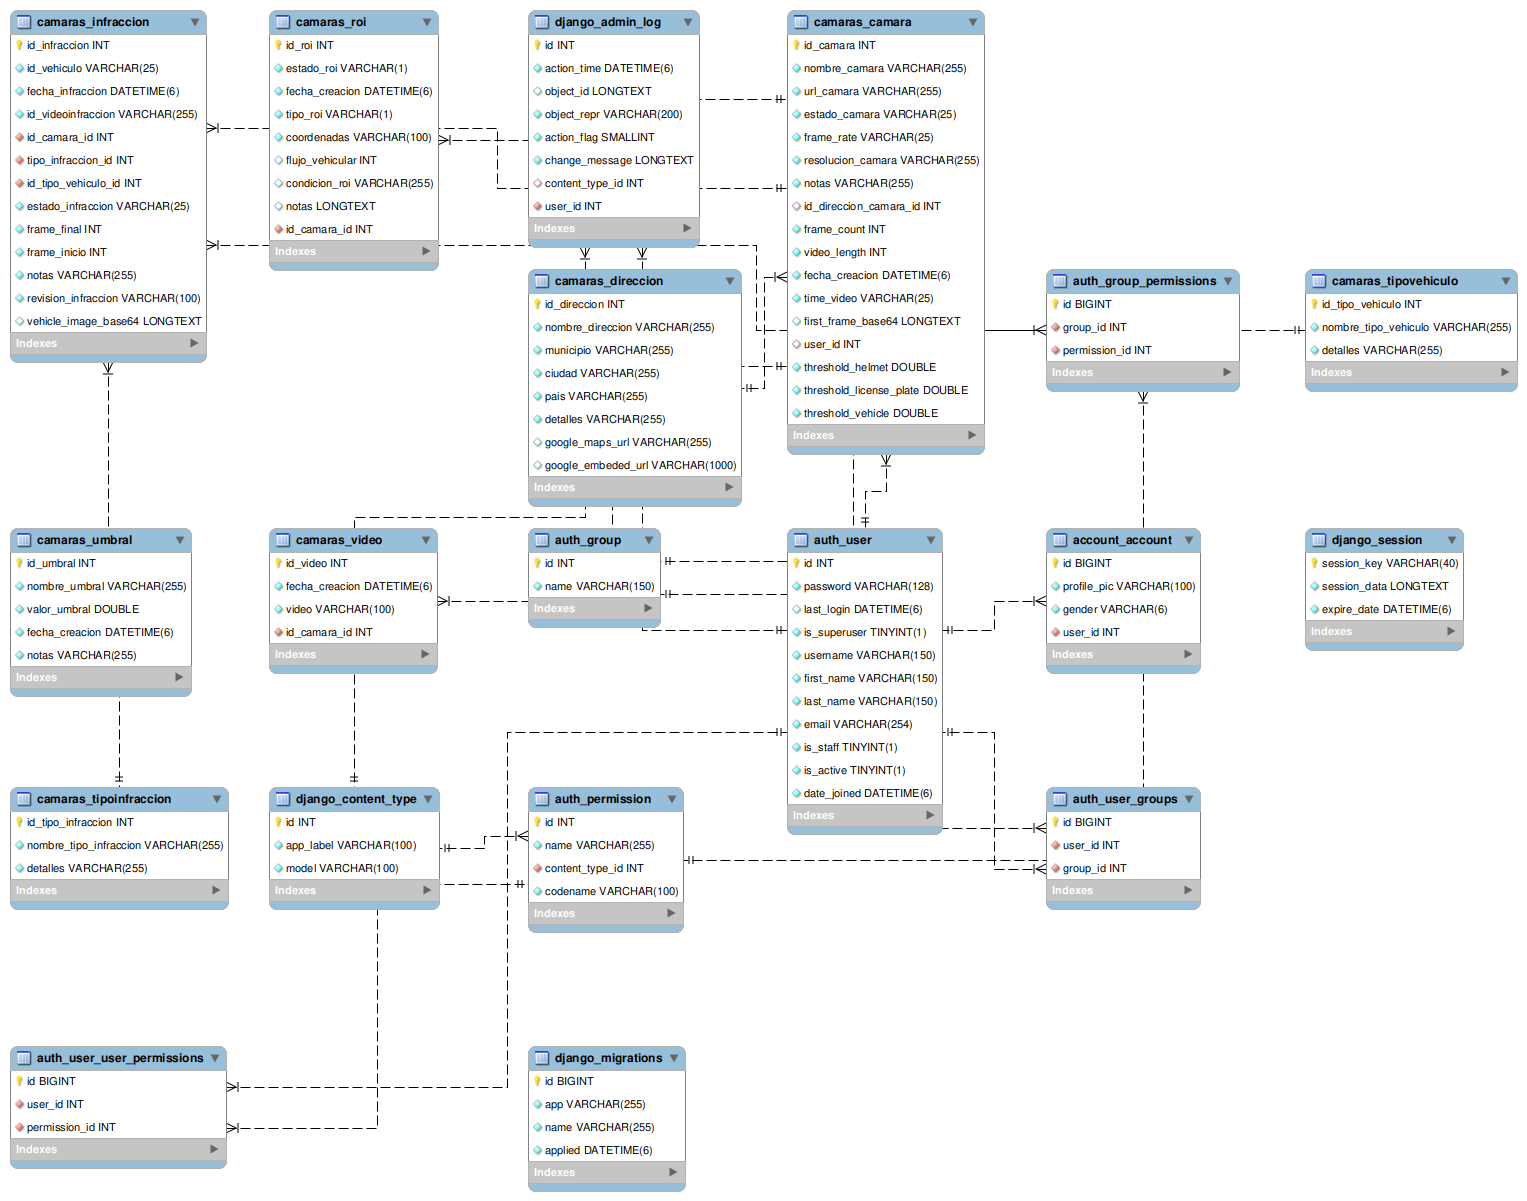 camaras_infraccion
id_infraccion INT
id_vehiculo VARCHAR(25)
fecha_infraccion DATETIME(6)
id_videoinfraccion VARCHAR(255)
id_camara_id INT
tipo_infraccion_id INT
id_tipo_vehiculo_id INT
estado_infraccion VARCHAR(25)
frame_final INT
frame_inicio INT
notas VARCHAR(255)
revision_infraccion VARCHAR(100)
vehicle_image_base64 LONGTEXT
Indexes
camaras_roi
id_roi INT
estado_roi VARCHAR(1)
fecha_creacion DATETIME(6)
tipo_roi VARCHAR(1)
coordenadas VARCHAR(100)
flujo_vehicular INT
condicion_roi VARCHAR(255)
notas LONGTEXT
id_camara_id INT
Indexes
django_admin_log
id INT
action_time DATETIME(6)
object_id LONGTEXT
object_repr VARCHAR(200)
action_flag SMALLINT
change_message LONGTEXT
content_type_id INT
user_id INT
Indexes
camaras_camara
id_camara INT
nombre_camara VARCHAR(255)
url_camara VARCHAR(255)
estado_camara VARCHAR(25)
frame_rate VARCHAR(25)
resolucion_camara VARCHAR(255)
notas VARCHAR(255)
id_direccion_camara_id INT
frame_count INT
video_length INT
fecha_creacion DATETIME(6)
time_video VARCHAR(25)
first_frame_base64 LONGTEXT
user_id INT
threshold_helmet DOUBLE
threshold_license_plate DOUBLE
threshold_vehicle DOUBLE
Indexes
camaras_direccion
id_direccion INT
nombre_direccion VARCHAR(255)
municipio VARCHAR(255)
ciudad VARCHAR(255)
pais VARCHAR(255)
detalles VARCHAR(255)
google_maps_url VARCHAR(255)
google_embeded_url VARCHAR(1000)
Indexes
auth_group_permissions
id BIGINT
group_id INT
permission_id INT
Indexes
camaras_tipovehiculo
id_tipo_vehiculo INT
nombre_tipo_vehiculo VARCHAR(255)
detalles VARCHAR(255)
Indexes
camaras_umbral
id_umbral INT
nombre_umbral VARCHAR(255)
valor_umbral DOUBLE
fecha_creacion DATETIME(6)
notas VARCHAR(255)
Indexes
camaras_video
id_video INT
fecha_creacion DATETIME(6)
video VARCHAR(100)
id_camara_id INT
Indexes
auth_group
id INT
name VARCHAR(150)
Indexes
auth_user
id INT
password VARCHAR(128)
last_login DATETIME(6)
is_superuser TINYINT(1)
username VARCHAR(150)
first_name VARCHAR(150)
last_name VARCHAR(150)
email VARCHAR(254)
is_staff TINYINT(1)
is_active TINYINT(1)
date_joined DATETIME(6)
Indexes
account_account
id BIGINT
profile_pic VARCHAR(100)
gender VARCHAR(6)
user_id INT
Indexes
django_session
session_key VARCHAR(40)
session_data LONGTEXT
expire_date DATETIME(6)
Indexes
camaras_tipoinfraccion
id_tipo_infraccion INT
nombre_tipo_infraccion VARCHAR(255)
detalles VARCHAR(255)
Indexes
django_content_type
id INT
app_label VARCHAR(100)
model VARCHAR(100)
Indexes
auth_permission
id INT
name VARCHAR(255)
content_type_id INT
codename VARCHAR(100)
Indexes
auth_user_groups
id BIGINT
user_id INT
group_id INT
Indexes
auth_user_user_permissions
id BIGINT
user_id INT
permission_id INT
Indexes
django_migrations
id BIGINT
app VARCHAR(255)
name VARCHAR(255)
applied DATETIME(6)
Indexes